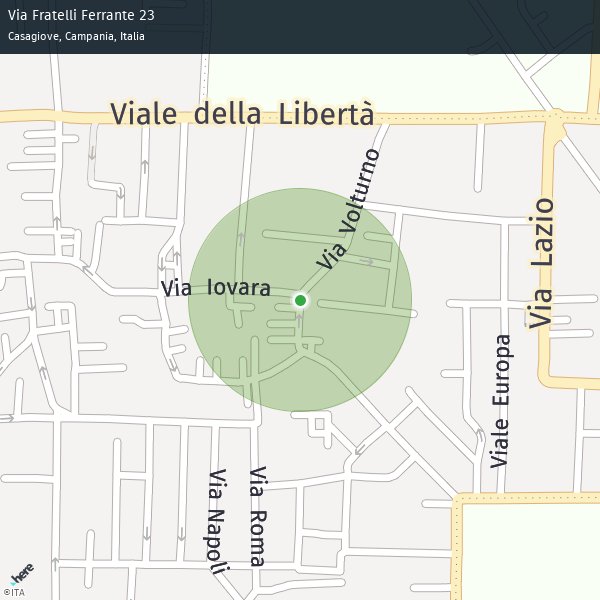 Via Fratelli Ferrante 23
Casagiove, Campania, Italia
Viale della Libertà
Via Volturno
Via Lazio
Via Iovara
Viale Europa
Via Napoli
Via Roma
here
©ITA